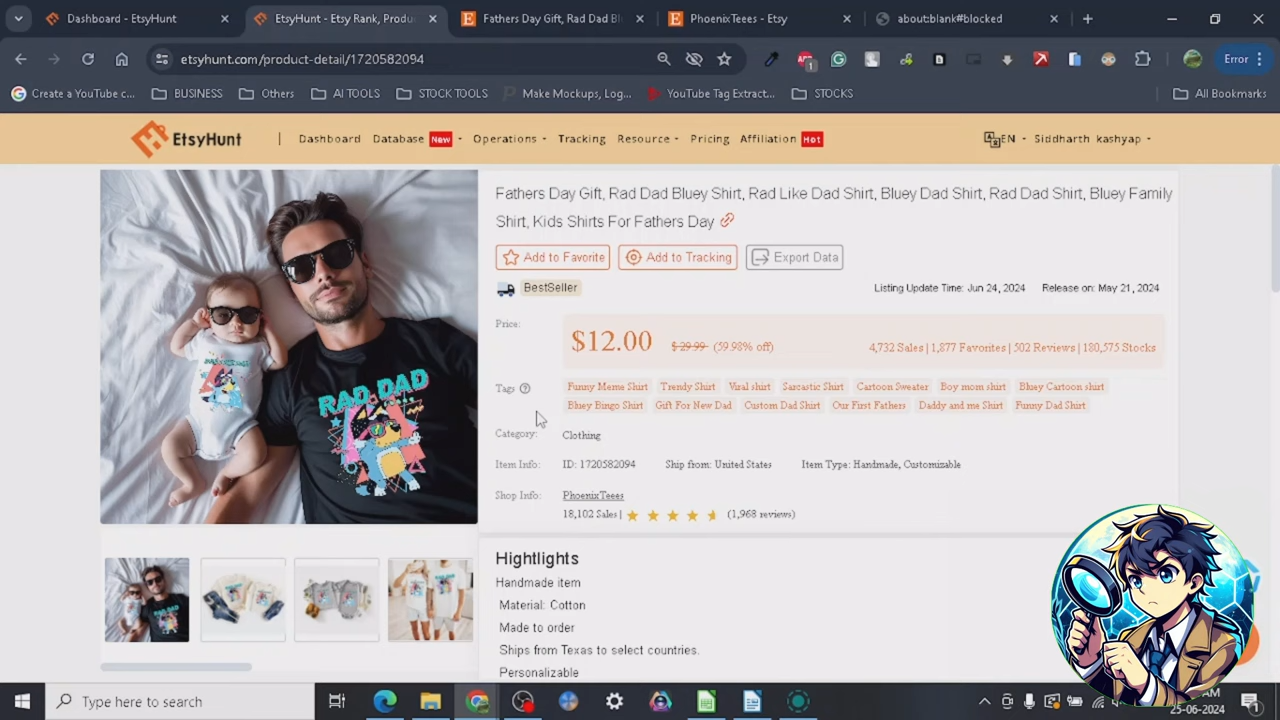 Dashboard - EtsyHunt
EtsyHunt - Etsy Rank, Produ
Fathers Day Gift, Rad Dad Bl
PhoenixTeees - Etsy
about:blank#blocked
etsyhunt.com/product-detail/1720582094
1
Error
Create a YouTube c...
BUSINESS
Others
AI TOOLS
STOCK TOOLS
Make Mockups, Log...
YouTube Tag Extract...
STOCKS
All Bookmarks
EtsyHunt
Dashboard
Database New
Operations
Tracking
Resource
Pricing
Affiliation Hot
EN
Siddharth kashyap
Fathers Day Gift, Rad Dad Bluey Shirt, Rad Like Dad Shirt, Bluey Dad Shirt, Rad Dad Shirt, Bluey Family
Shirt, Kids Shirts For Fathers Day
Add to Favorite
Add to Tracking
Export Data
BestSeller
Listing Update Time: Jun 24, 2024
Release on: May 21, 2024
Price:
$12.00
$ 29.99 (59.98% off)
4,732 Sales | 1,877 Favorites | 502 Reviews | 180,575 Stocks
RAD DAD
Tags
Funny Meme Shirt
Trendy Shirt
Viral shirt
Sarcastic Shirt
Cartoon Sweater
Boy mom shirt
Bluey Cartoon shirt
Bluey Bingo Shirt
Gift For New Dad
Custom Dad Shirt
Our First Fathers
Daddy and me Shirt
Funny Dad Shirt
Category:
Clothing
Item Info:
ID: 1720582094
Ship from: United States
Item Type: Handmade, Customizable
Shop Info:
PhoenixTeees
18,102 Sales |
(1,968 reviews)
Hightlights
Handmade item
Material: Cotton
Made to order
Ships from Texas to select countries.
Personalizable
Type here to search
AM
25-06-2024
1